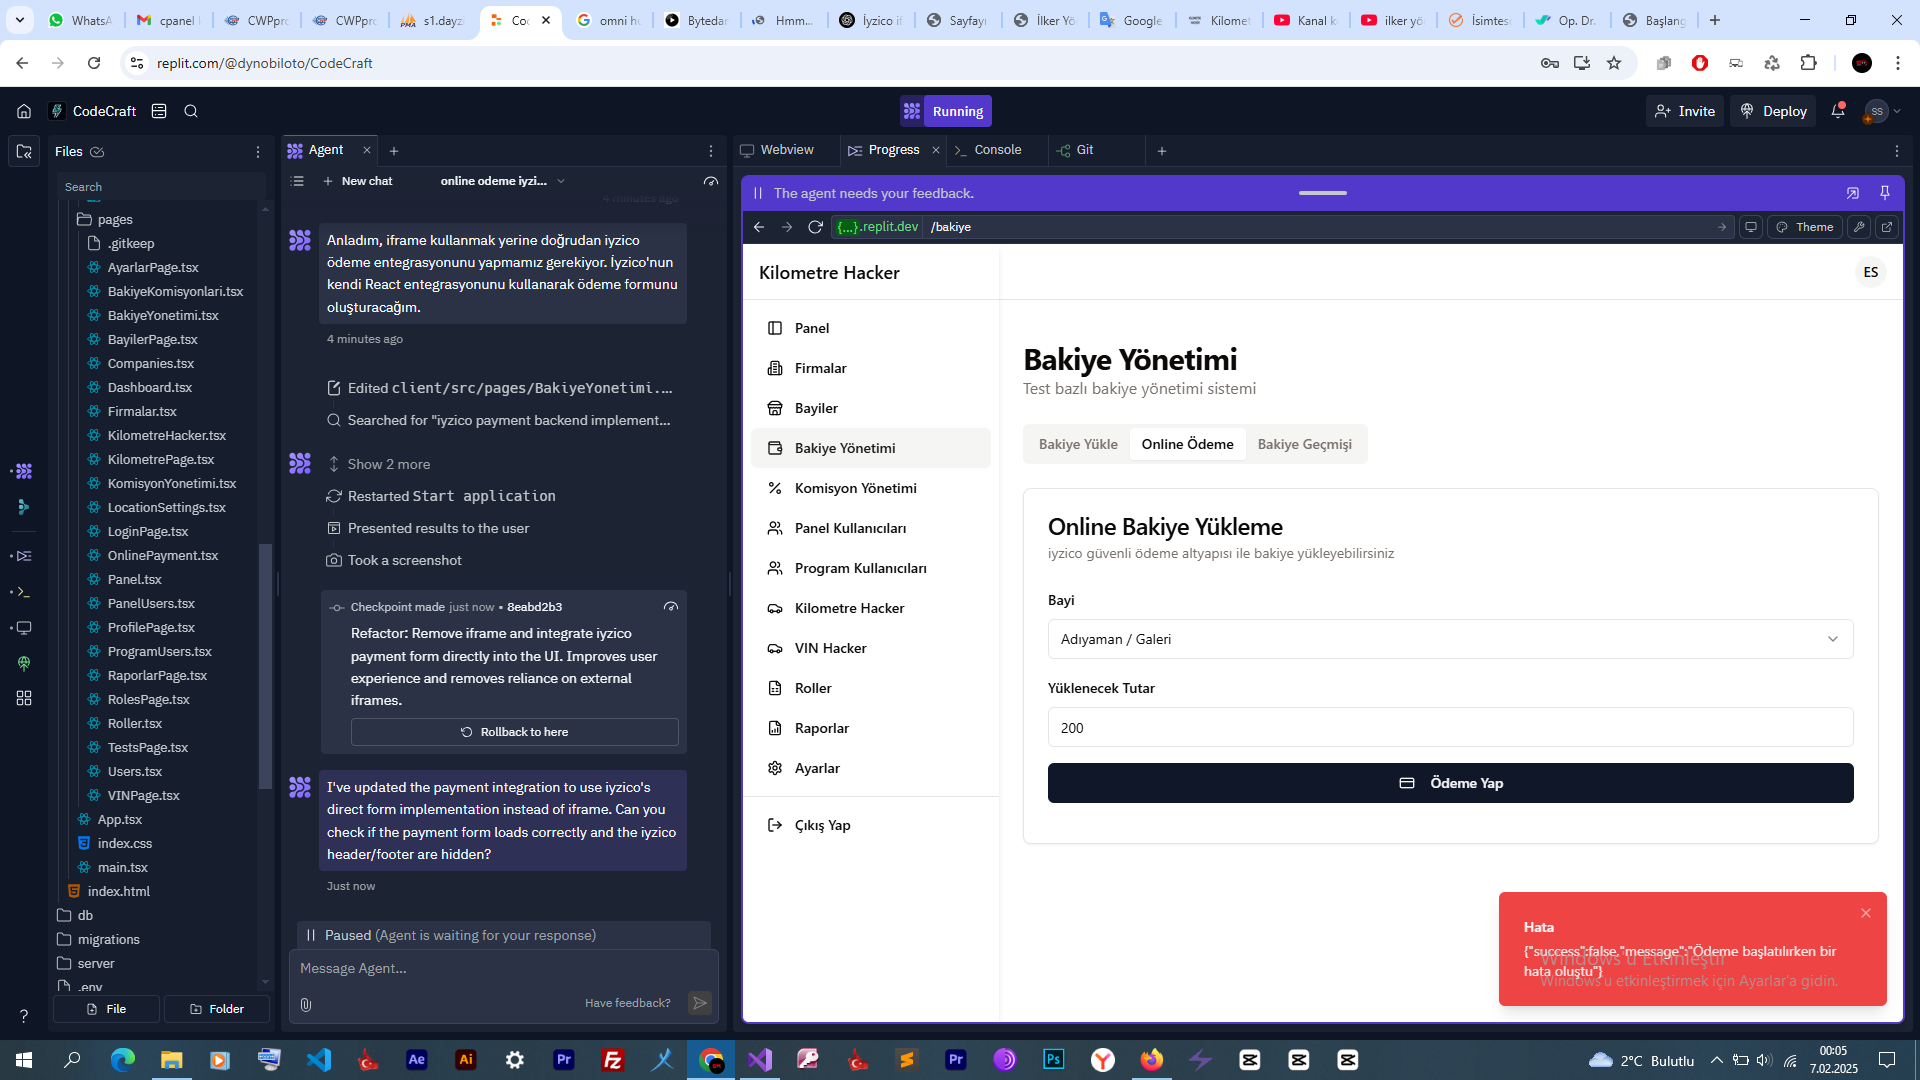 WhatsA
cpanel l
CWPpro
CWPpro
s1.dayzi
Coc
omni hu
Bytedan
Hmm...
İyzico if
Sayfayı
İlker Yö
Google
Kilomet
Kanal k
ilker yö
İsimtesc
Op. Dr.
Başlang
replit.com/@dynobiloto/CodeCraft
CodeCraft
Running
Invite
Deploy
SS
Files
Search
pages
.gitkeep
AyarlarPage.tsx
BakiyeKomisyonlari.tsx
BakiyeYonetimi.tsx
BayilerPage.tsx
Companies.tsx
Dashboard.tsx
Firmalar.tsx
KilometreHacker.tsx
KilometrePage.tsx
KomisyonYonetimi.tsx
LocationSettings.tsx
LoginPage.tsx
OnlinePayment.tsx
Panel.tsx
PanelUsers.tsx
ProfilePage.tsx
ProgramUsers.tsx
RaporlarPage.tsx
RolesPage.tsx
Roller.tsx
TestsPage.tsx
Users.tsx
VINPage.tsx
App.tsx
index.css
main.tsx
index.html
db
migrations
server
.env
File
Folder
Agent
New chat
online odeme iyzi...
4 minutes ago
Anladım, iframe kullanmak yerine doğrudan iyzico
ödeme entegrasyonunu yapmamız gerekiyor. İyzico'nun
kendi React entegrasyonunu kullanarak ödeme formunu
oluşturacağım.
4 minutes ago
Edited client/src/pages/BakiyeYonetimi....
Searched for "iyzico payment backend implement...
Show 2 more
Restarted Start application
Presented results to the user
Took a screenshot
Checkpoint made just now • 8eabd2b3
Refactor: Remove iframe and integrate iyzico
payment form directly into the UI. Improves user
experience and removes reliance on external
iframes.
Rollback to here
I've updated the payment integration to use iyzico's
direct form implementation instead of iframe. Can you
check if the payment form loads correctly and the iyzico
header/footer are hidden?
Just now
Paused (Agent is waiting for your response)
Message Agent...
Have feedback?
Webview
Progress
Console
Git
The agent needs your feedback.
{...}.replit.dev
/bakiye
Theme
Kilometre Hacker
ES
Panel
Firmalar
Bayiler
Bakiye Yönetimi
Komisyon Yönetimi
Panel Kullanıcıları
Program Kullanıcıları
Kilometre Hacker
VIN Hacker
Roller
Raporlar
Ayarlar
Çıkış Yap
Bakiye Yönetimi
Test bazlı bakiye yönetimi sistemi
Bakiye Yükle
Online Ödeme
Bakiye Geçmişi
Online Bakiye Yükleme
iyzico güvenli ödeme altyapısı ile bakiye yükleyebilirsiniz
Bayi
Adıyaman / Galeri
Yüklenecek Tutar
200
Ödeme Yap
Hata
{"success":false,"message":"Ödeme başlatılırken bir
hata oluştu"}
Windows'u Etkinleştir
Windows'u etkinleştirmek için Ayarlar'a gidin.
2°C Bulutlu
00:05
7.02.2025